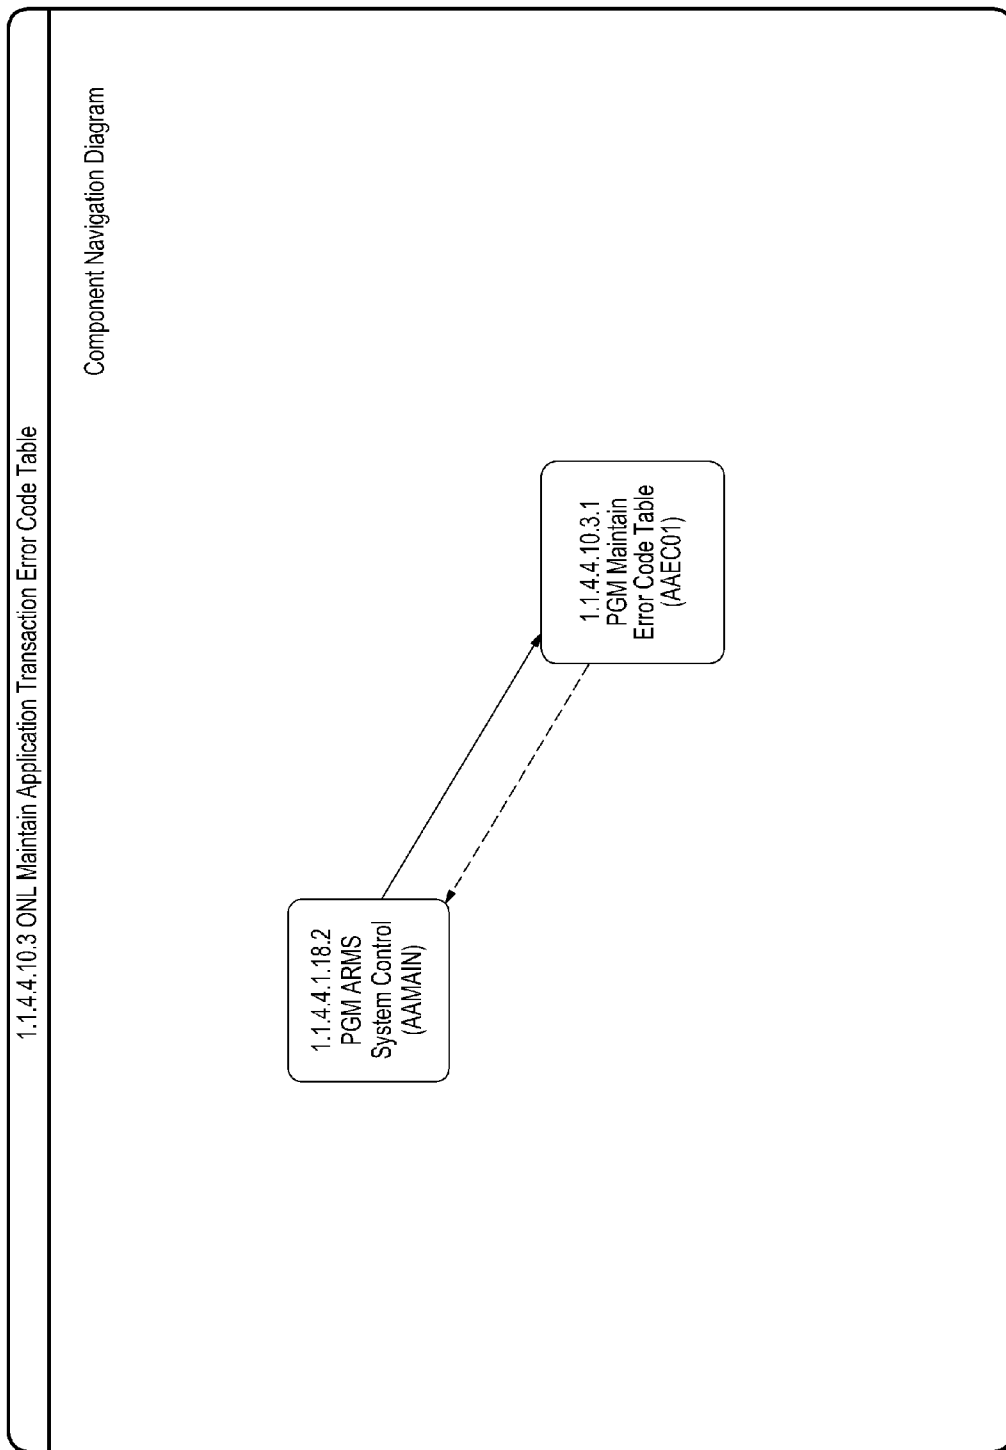 1.1.4.4.10.3 ONL Maintain Application Transaction Error Code Table
Component Navigation Diagram
1.1.4.4.1.18.2
PGM ARMS
System Control
(AAMAIN)
1.1.4.4.10.3.1
PGM Maintain
Error Code Table
(AAEC01)